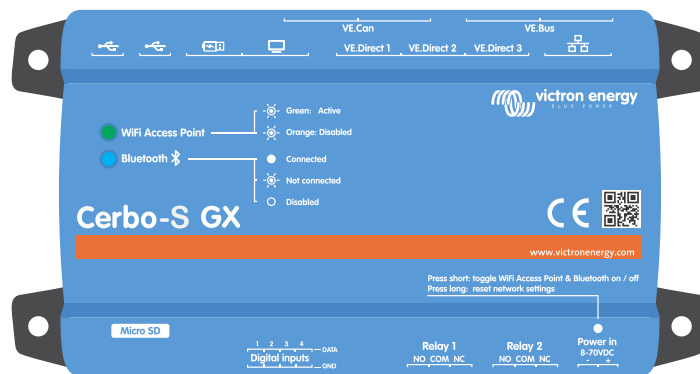 VE.Can
VE.Bus
VE.Direct 1 VE.Direct 2 VE.Direct 3
victron energy
BLUE POWER
Green: Active
WiFi Access Point
Orange: Disabled
Bluetooth
Connected
Not connected
Disabled
Cerbo-S GX
CE
www.victronenergy.com
Press short: toggle WiFi Access Point & Bluetooth on / off
Press long: reset network settings
Micro SD
1 2 3 4
DATA
Digital inputs
GND
Relay 1
NO COM NC
Relay 2
NO COM NC
Power in
8-70VDC
- +